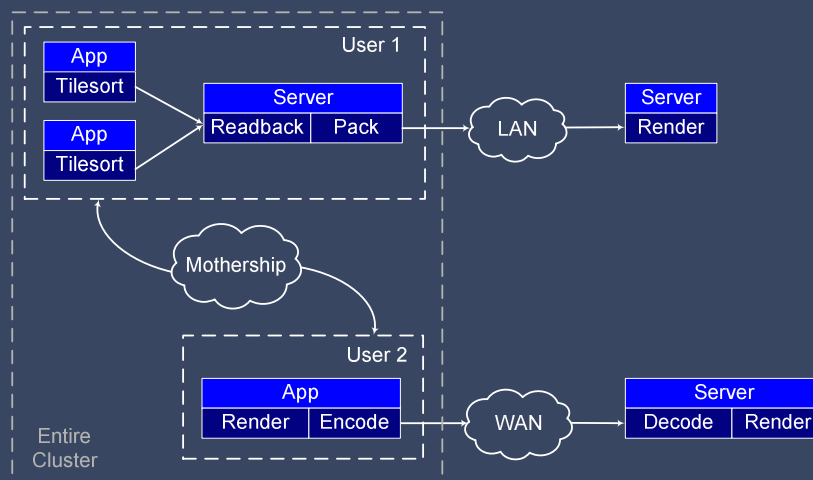 User 1
App
Tilesort
App
Tilesort
Server
Readback Pack
LAN
Server
Render
Mothership
User 2
App
Render Encode
WAN
Server
Decode Render
Entire
Cluster